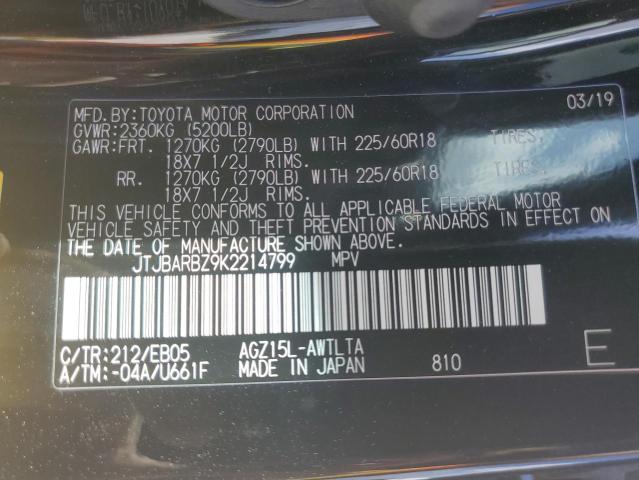 MFD.BY:TOYOTA MOTOR CORPORATION 03/19
GVWR:2360KG (5200LB)
GAWR:FRT. 1270KG (2790LB) WITH 225/60R18 TIRES,
18X7 1/2J RIMS.
RR. 1270KG (2790LB) WITH 225/60R18 TIRES,
18X7 1/2J RIMS.
THIS VEHICLE CONFORMS TO ALL APPLICABLE FEDERAL MOTOR
VEHICLE SAFETY AND THEFT PREVENTION STANDARDS IN EFFECT ON
THE DATE OF MANUFACTURE SHOWN ABOVE.
JTJBARBZ9K2214799 MPV
C/TR:212/EB05 AGZ15L-AWTLTA
A/TM:-04A/U661F MADE IN JAPAN 810 E